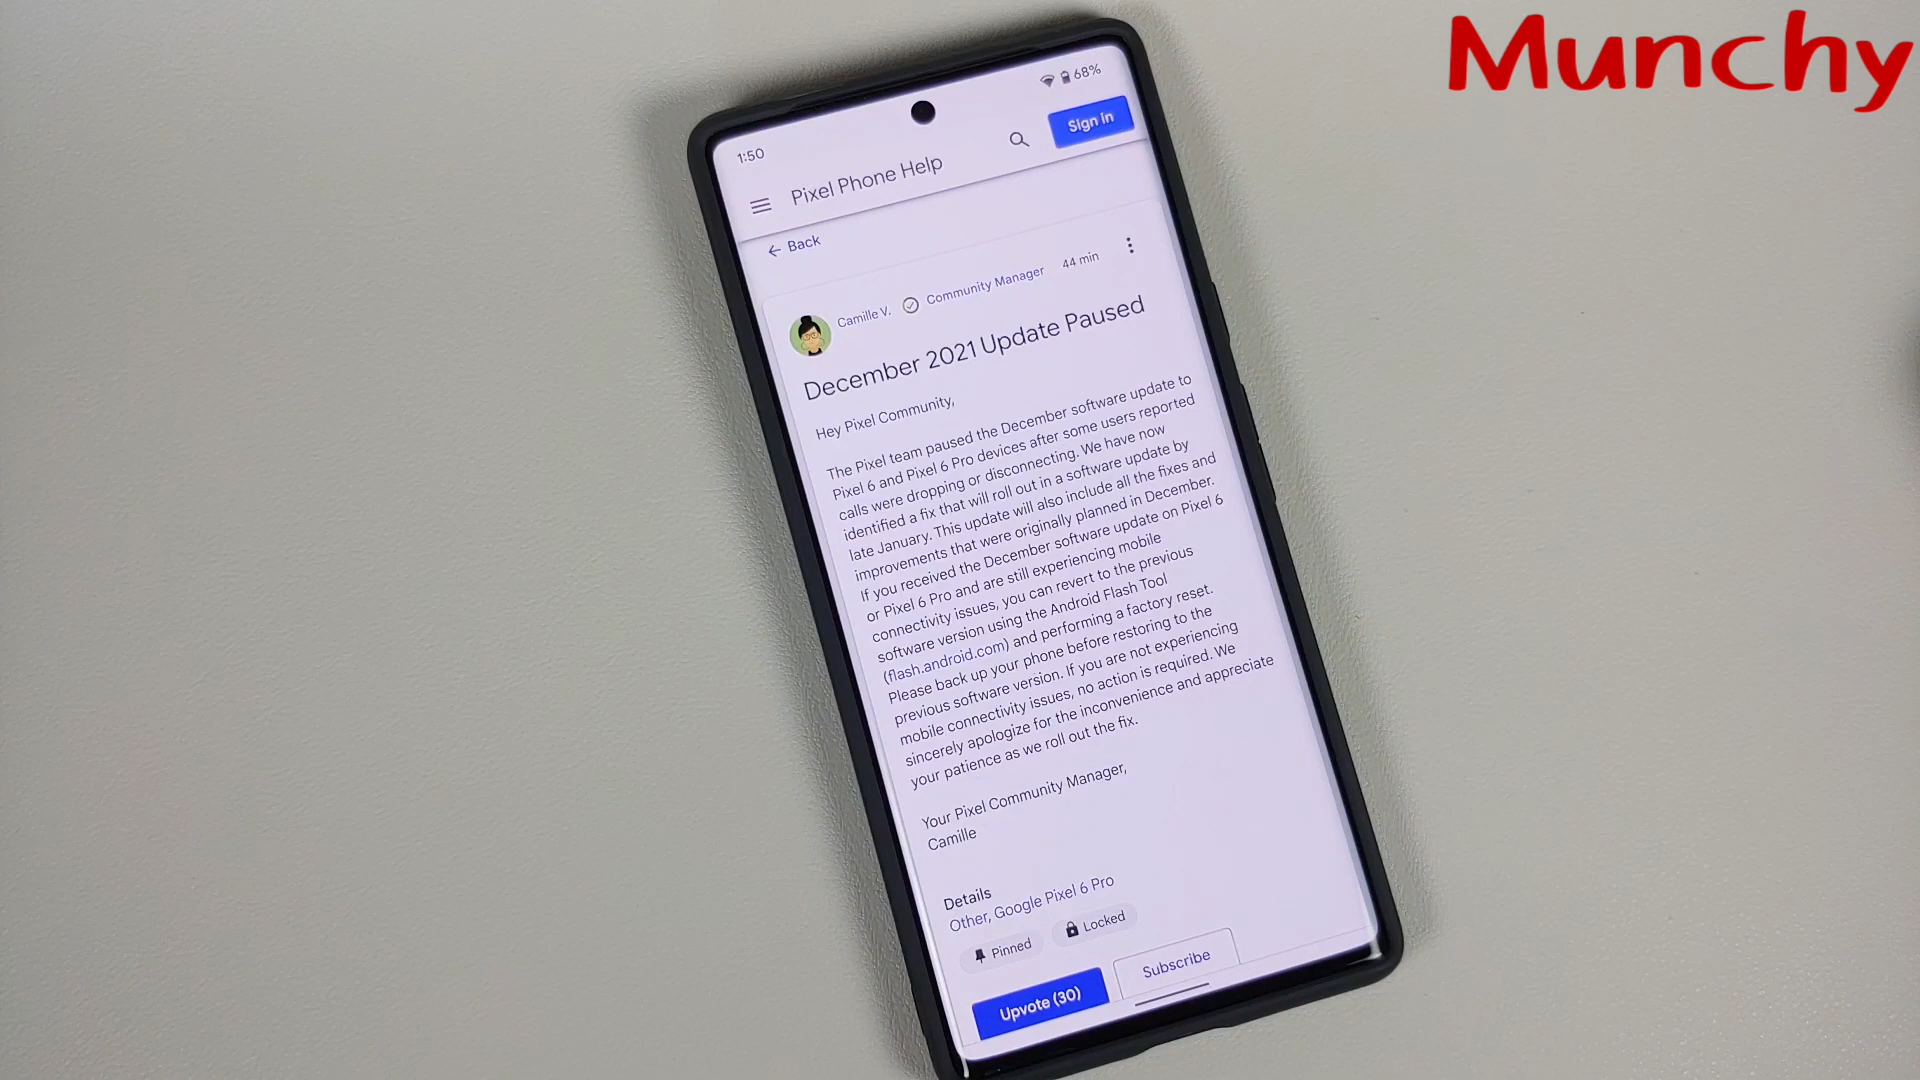 Munchy
1:50
68%
Pixel Phone Help
Sign in
Back
Camille V.
Community Manager
44 min
December 2021 Update Paused
Hey Pixel Community,
The Pixel team paused the December software update to
Pixel 6 and Pixel 6 Pro devices after some users reported
calls were dropping or disconnecting. We have now
identified a fix that will roll out in a software update by
late January. This update will also include all the fixes and
improvements that were originally planned in December.
If you received the December software update on Pixel 6
or Pixel 6 Pro and are still experiencing mobile
connectivity issues, you can revert to the previous
software version using the Android Flash Tool
(flash.android.com) and performing a factory reset.
Please back up your phone before restoring to the
previous software version. If you are not experiencing
mobile connectivity issues, no action is required. We
sincerely apologize for the inconvenience and appreciate
your patience as we roll out the fix.
Your Pixel Community Manager,
Camille
Details
Other, Google Pixel 6 Pro
Pinned
Locked
Upvote (30)
Subscribe